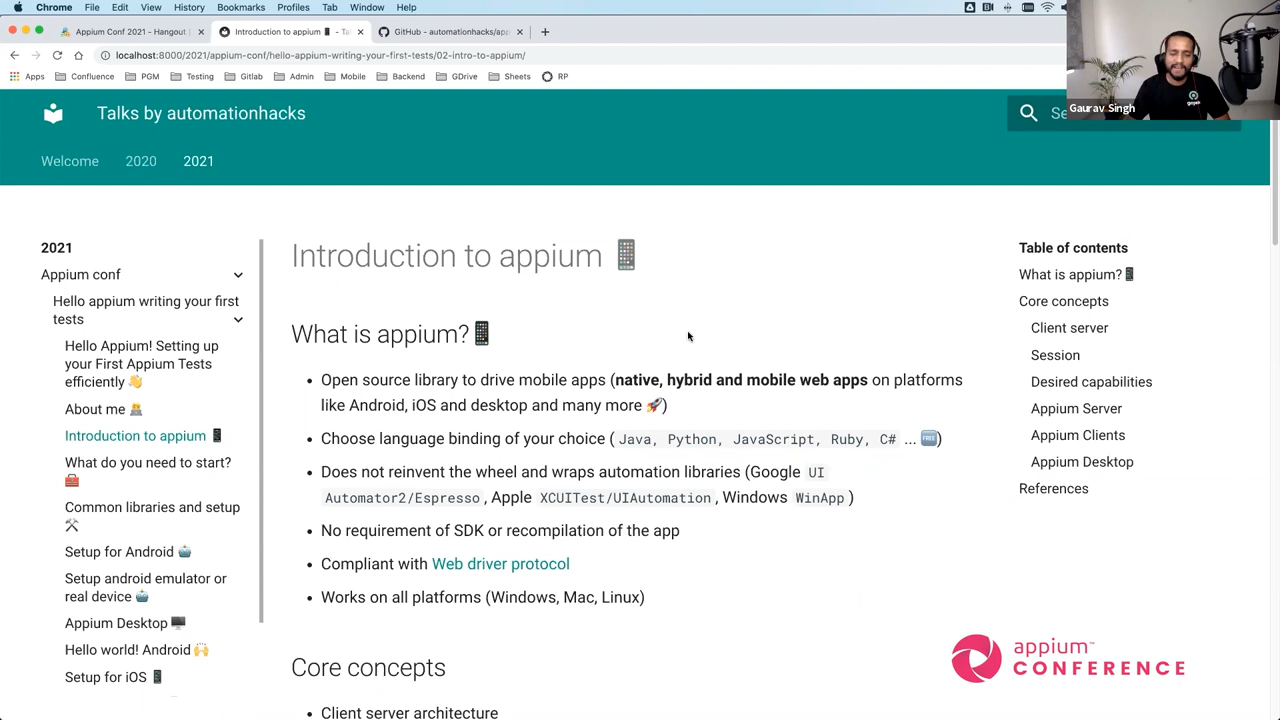 Chrome File Edit View History Bookmarks Profiles Tab Window Help
Appium Conf 2021 - Hangout
Introduction to appium 📱 - Ta
GitHub - automationhacks/app
localhost:8000/2021/appium-conf/hello-appium-writing-your-first-tests/02-intro-to-appium/
Apps Confluence PGM Testing Gitlab Admin Mobile Backend GDrive Sheets RP
Gaurav Singh
Talks by automationhacks
Se
Welcome 2020 2021
2021
Appium conf
Hello appium writing your first
tests
Hello Appium! Setting up
your First Appium Tests
efficiently 👋
About me 👨‍💻
Introduction to appium 📱
What do you need to start?
🧰
Common libraries and setup
⚒️
Setup for Android 🤖
Setup android emulator or
real device 🤖
Appium Desktop 🖥️
Hello world! Android 🙌
Setup for iOS 📱
Introduction to appium 📱
What is appium?📱
• Open source library to drive mobile apps (native, hybrid and mobile web apps on platforms
like Android, iOS and desktop and many more 🚀)
• Choose language binding of your choice ( Java, Python, JavaScript, Ruby, C# ... 🆓)
• Does not reinvent the wheel and wraps automation libraries (Google UI
Automator2/Espresso , Apple XCUITest/UIAutomation , Windows WinApp )
• No requirement of SDK or recompilation of the app
• Compliant with Web driver protocol
• Works on all platforms (Windows, Mac, Linux)
Core concepts
• Client server architecture
Table of contents
What is appium?📱
Core concepts
Client server
Session
Desired capabilities
Appium Server
Appium Clients
Appium Desktop
References
appium™
CONFERENCE